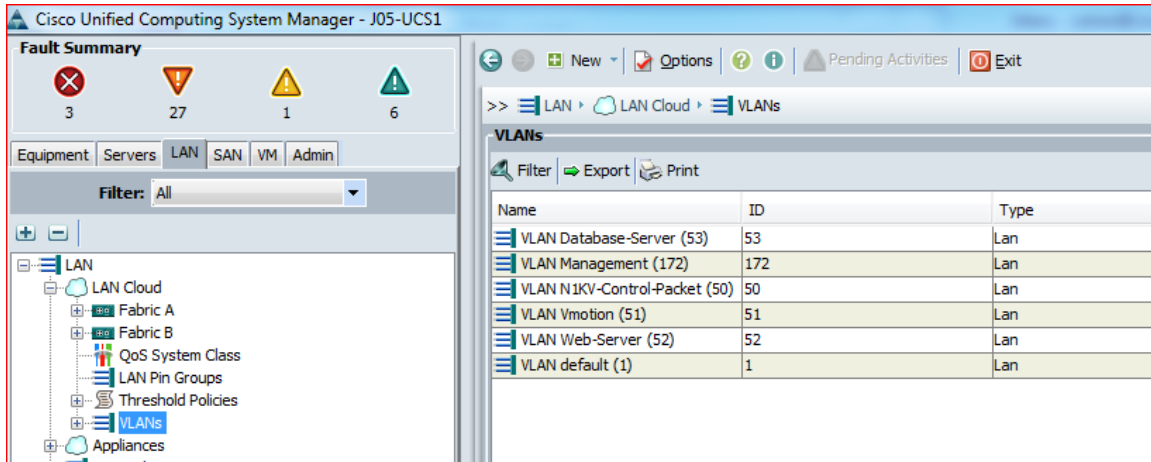 Cisco Unified Computing System Manager - J05-UCS1
Fault Summary
3 27 1 6
Equipment Servers LAN SAN VM Admin
Filter: All
LAN
LAN Cloud
Fabric A
Fabric B
QoS System Class
LAN Pin Groups
Threshold Policies
VLANs
Appliances
New Options Pending Activities Exit
>> LAN LAN Cloud VLANs
VLANs
Filter Export Print
Name ID Type
VLAN Database-Server (53) 53 Lan
VLAN Management (172) 172 Lan
VLAN N1KV-Control-Packet (50) 50 Lan
VLAN Vmotion (51) 51 Lan
VLAN Web-Server (52) 52 Lan
VLAN default (1) 1 Lan